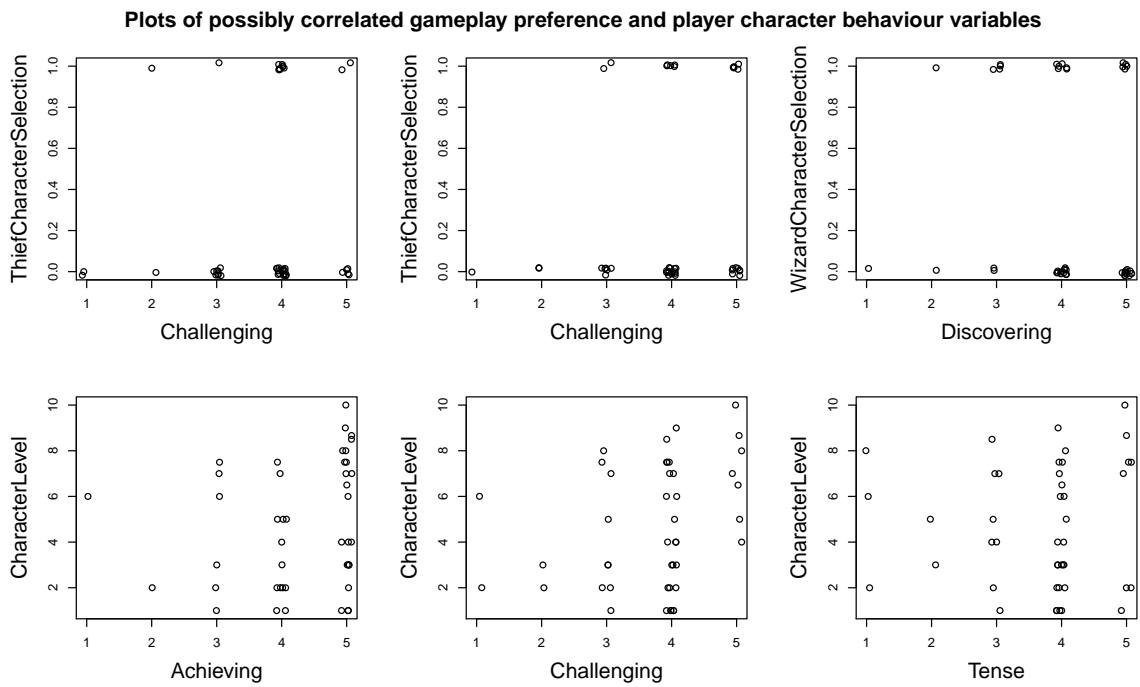 Plots of possibly correlated gameplay preference and player character behaviour variables
ThiefCharacterSelection
0.0 0.2 0.4 0.6 0.8 1.0
1 2 3 4 5
Challenging
ThiefCharacterSelection
0.0 0.2 0.4 0.6 0.8 1.0
1 2 3 4 5
Challenging
WizardCharacterSelection
0.0 0.2 0.4 0.6 0.8 1.0
1 2 3 4 5
Discovering
CharacterLevel
2 4 6 8 10
1 2 3 4 5
Achieving
CharacterLevel
2 4 6 8 10
1 2 3 4 5
Challenging
CharacterLevel
2 4 6 8 10
1 2 3 4 5
Tense